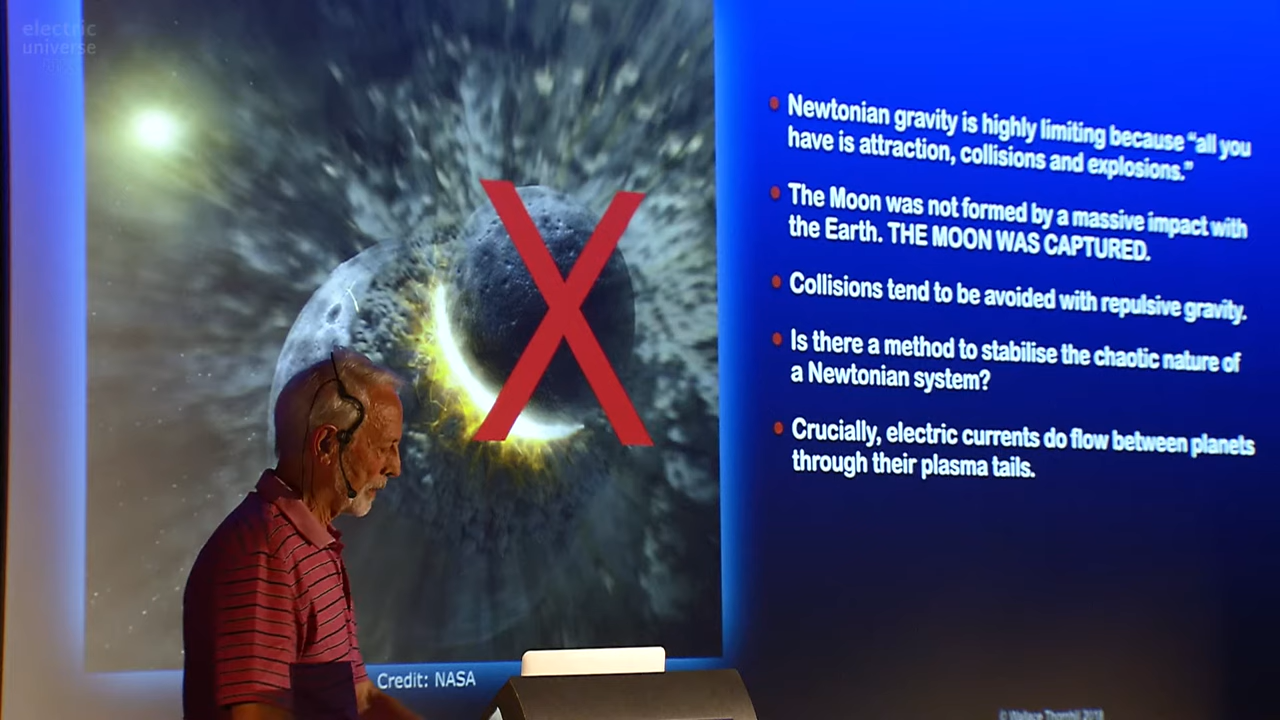 electric
universe
Newtonian gravity is highly limiting because “all you
have is attraction, collisions and explosions.”
The Moon was not formed by a massive impact with
the Earth. THE MOON WAS CAPTURED.
Collisions tend to be avoided with repulsive gravity.
Is there a method to stabilise the chaotic nature of
a Newtonian system?
Crucially, electric currents do flow between planets
through their plasma tails.
Credit: NASA
© Wallace Thornhill